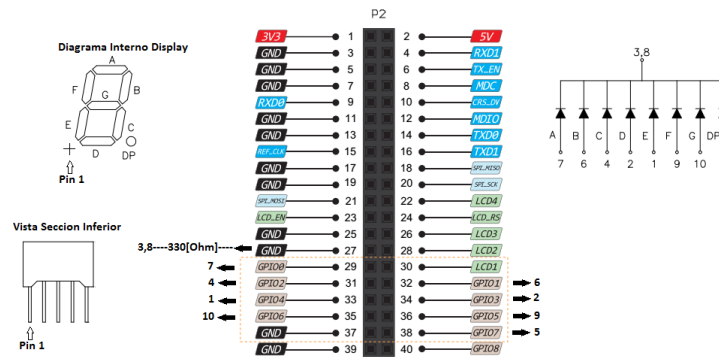 P2
Diagrama Interno Display
A
F
B
G
E
C
D
DP
Pin 1
Vista Seccion Inferior
Pin 1
3V3 1 2 5V
GND 3 4 RXD1
GND 5 6 TX_EN
GND 7 8 MDC
RXD0 9 10 CRS_DV
GND 11 12 MDIO
GND 13 14 TXD0
REF_CLK 15 16 TXD1
GND 17 18 SPI_MISO
GND 19 20 SPI_SCK
SPI_MOSI 21 22 LCD4
LCD_EN 23 24 LCD_RS
GND 25 26 LCD3
3,8----330[Ohm]---- GND 27 28 LCD2
7 GPIO0 29 30 LCD1
4 GPIO2 31 32 GPIO1 6
1 GPIO4 33 34 GPIO3 2
10 GPIO6 35 36 GPIO5 9
GND 37 38 GPIO7 5
GND 39 40 GPIO8
3,8
A B C D E F G DP
7 6 4 2 1 9 10